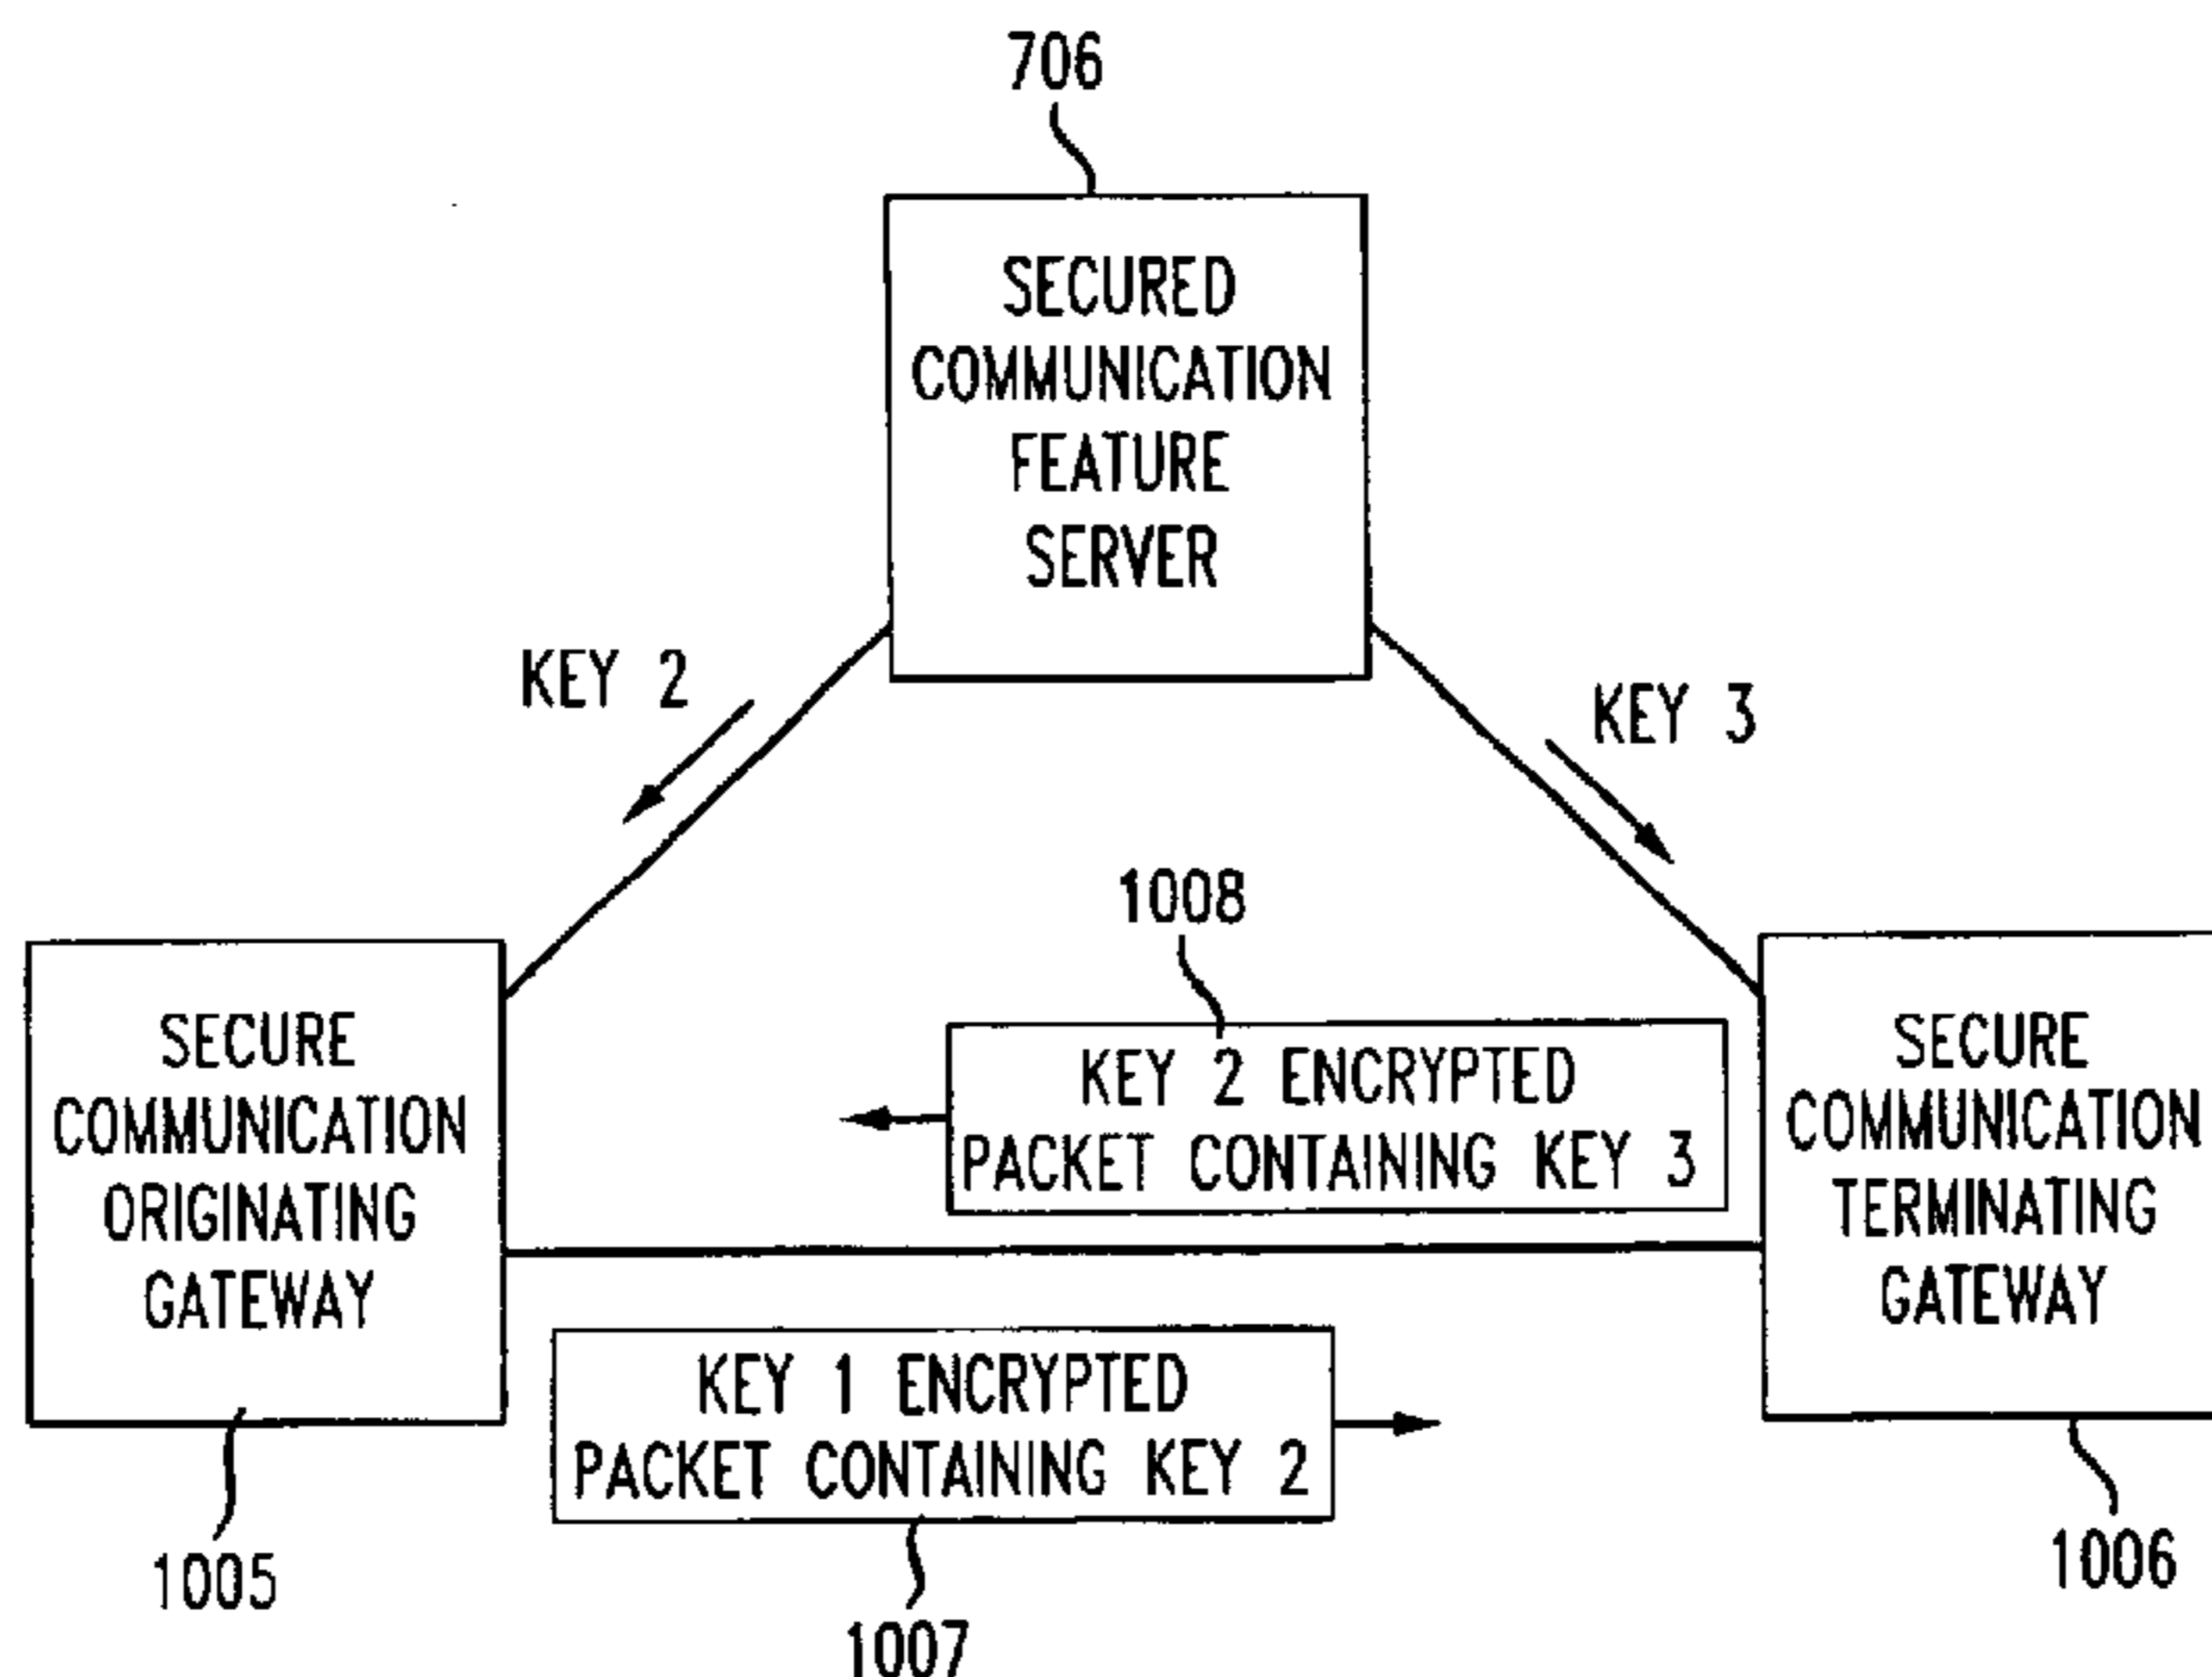 706
SECURED
COMMUNICATION
FEATURE
SERVER
KEY 2
KEY 3
1008
SECURE
COMMUNICATION
ORIGINATING
GATEWAY
KEY 2 ENCRYPTED
PACKET CONTAINING KEY 3
SECURE
COMMUNICATION
TERMINATING
GATEWAY
KEY 1 ENCRYPTED
PACKET CONTAINING KEY 2
1005
1007
1006